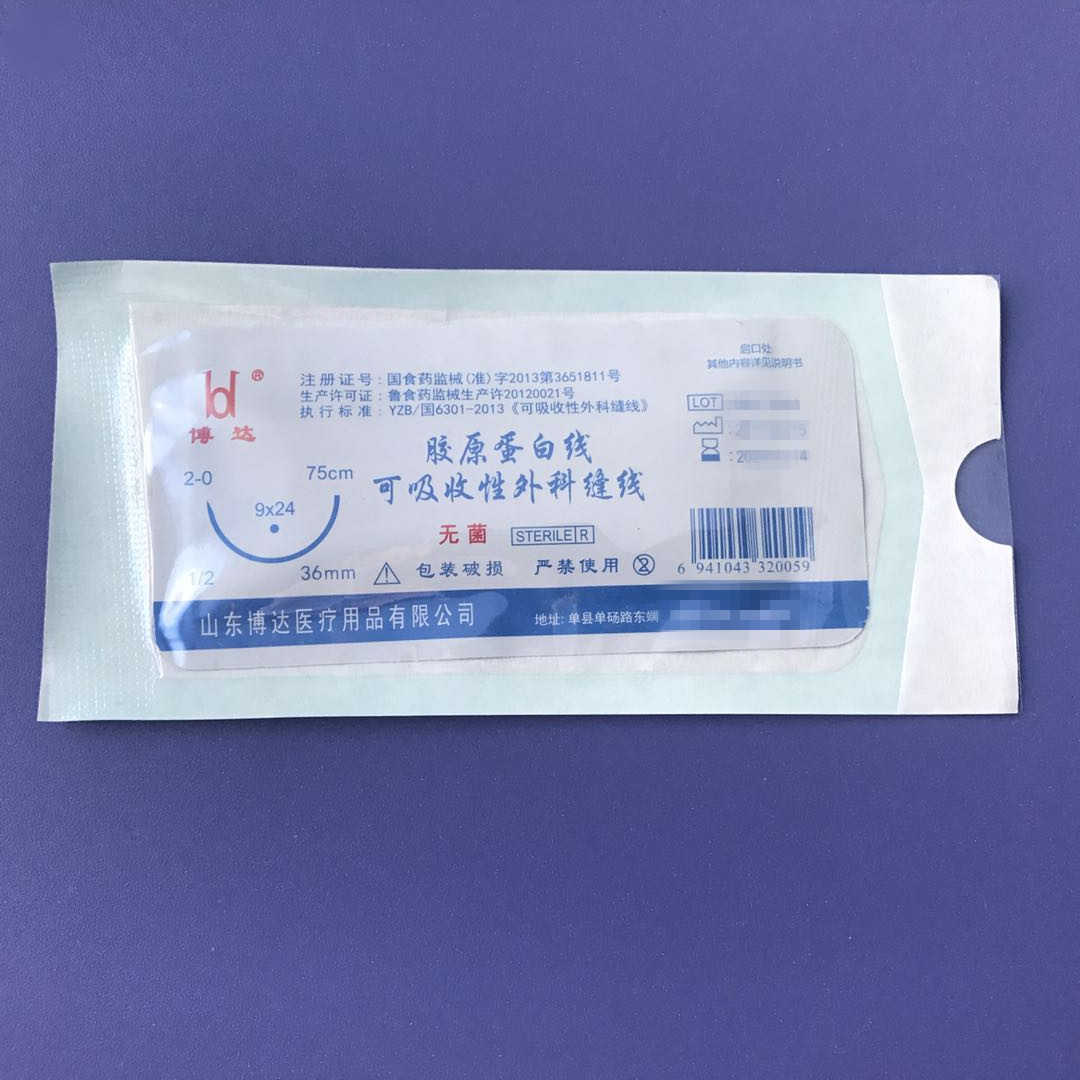 启口处
其他内容详见说明书
®
博达
注册证号：国食药监械(准)字2013第3651811号
生产许可证：鲁食药监械生产许20120021号
执行标准：YZB/国6301-2013《可吸收性外科缝线》
胶原蛋白线
可吸收性外科缝线
2-0
75cm
9x24
1/2
36mm
无菌 STERILE R
包装破损 严禁使用 2
LOT
6 941043 320059
山东博达医疗用品有限公司
地址: 单县单砀路东端